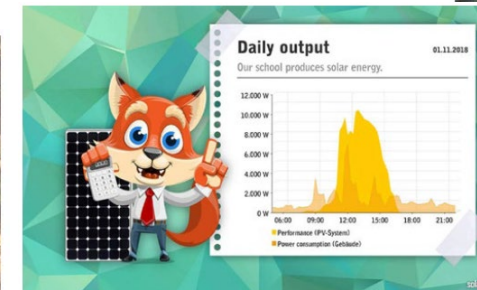 Daily output
01.11.2018
Our school produces solar energy.
12.000 W
10.000 W
8.000 W
6.000 W
4.000 W
2.000 W
0 W
06:00 09:00 12:00 15:00 18:00 21:00
Performance (PV-System)
Power consumption (Gebäude)